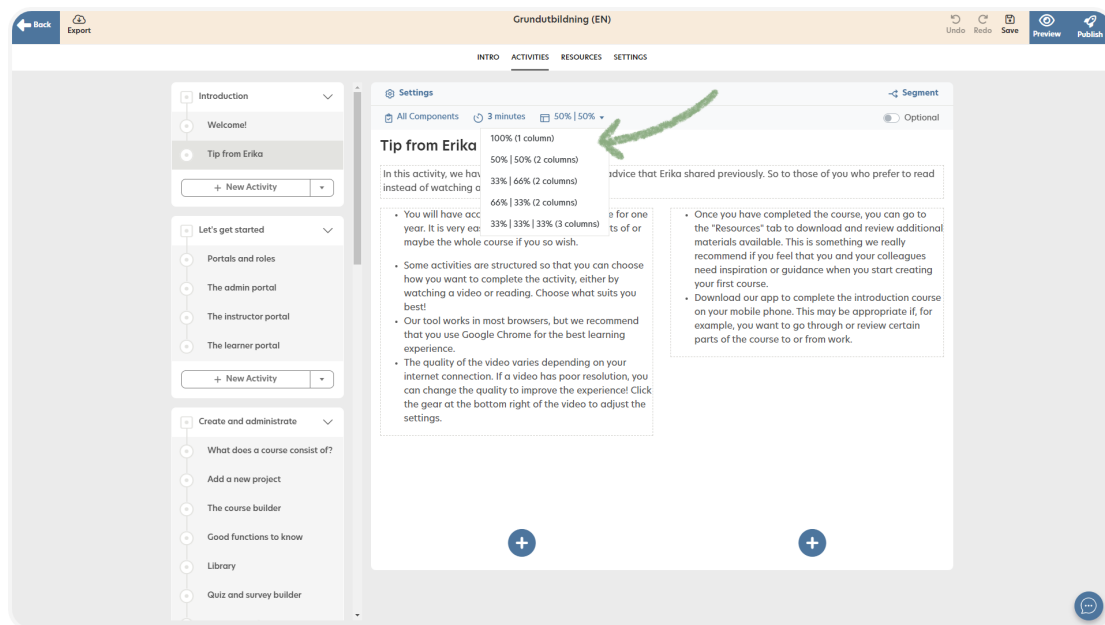 Back
Export
Grundutbildning (EN)
Undo
Redo
Save
Preview
Publish
INTRO
ACTIVITIES
RESOURCES
SETTINGS
Introduction
Welcome!
Tip from Erika
+ New Activity
Let's get started
Portals and roles
The admin portal
The instructor portal
The learner portal
+ New Activity
Create and administrate
What does a course consist of?
Add a new project
The course builder
Good functions to know
Library
Quiz and survey builder
Settings
Segment
All Components
3 minutes
50% | 50%
Optional
100% (1 column)
50% | 50% (2 columns)
33% | 66% (2 columns)
66% | 33% (2 columns)
33% | 33% | 33% (3 columns)
Tip from Erika
In this activity, we hav advice that Erika shared previously. So to those of you who prefer to read
instead of watching a
• You will have acc e for one
year. It is very eas ts of or
maybe the whole course if you so wish.
• Some activities are structured so that you can choose
how you want to complete the activity, either by
watching a video or reading. Choose what suits you
best!
• Our tool works in most browsers, but we recommend
that you use Google Chrome for the best learning
experience.
• The quality of the video varies depending on your
internet connection. If a video has poor resolution, you
can change the quality to improve the experience! Click
the gear at the bottom right of the video to adjust the
settings.
• Once you have completed the course, you can go to
the "Resources" tab to download and review additional
materials available. This is something we really
recommend if you feel that you and your colleagues
need inspiration or guidance when you start creating
your first course.
• Download our app to complete the introduction course
on your mobile phone. This may be appropriate if, for
example, you want to go through or review certain
parts of the course to or from work.